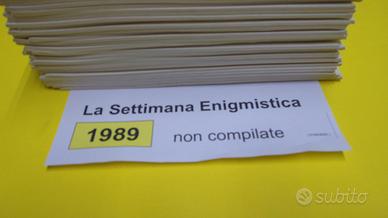 La Settimana Enigmistica
1989 non compilate
subito